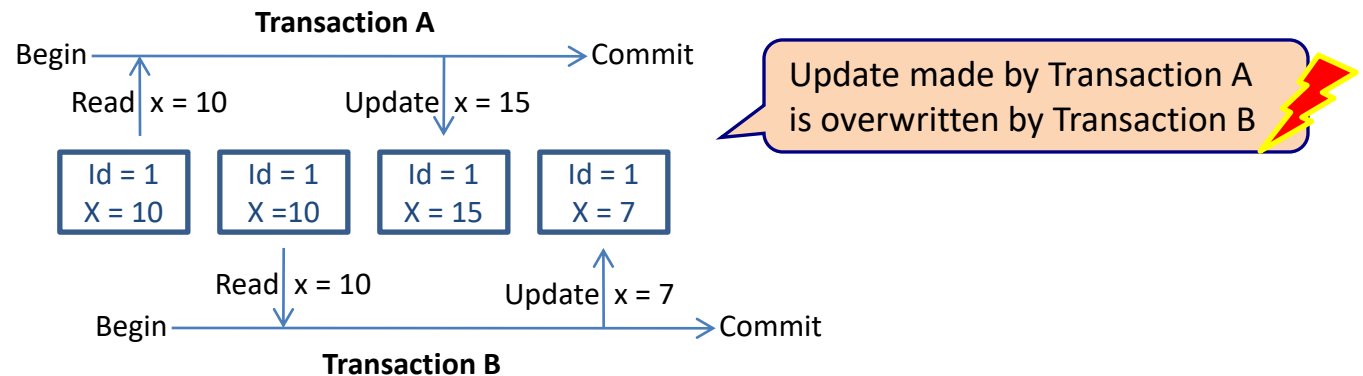 Transaction A
Begin
Commit
Read x = 10
Update x = 15
Update made by Transaction A
is overwritten by Transaction B
Id = 1
X = 10
Id = 1
X =10
Id = 1
X = 15
Id = 1
X = 7
Read x = 10
Update x = 7
Begin
Commit
Transaction B